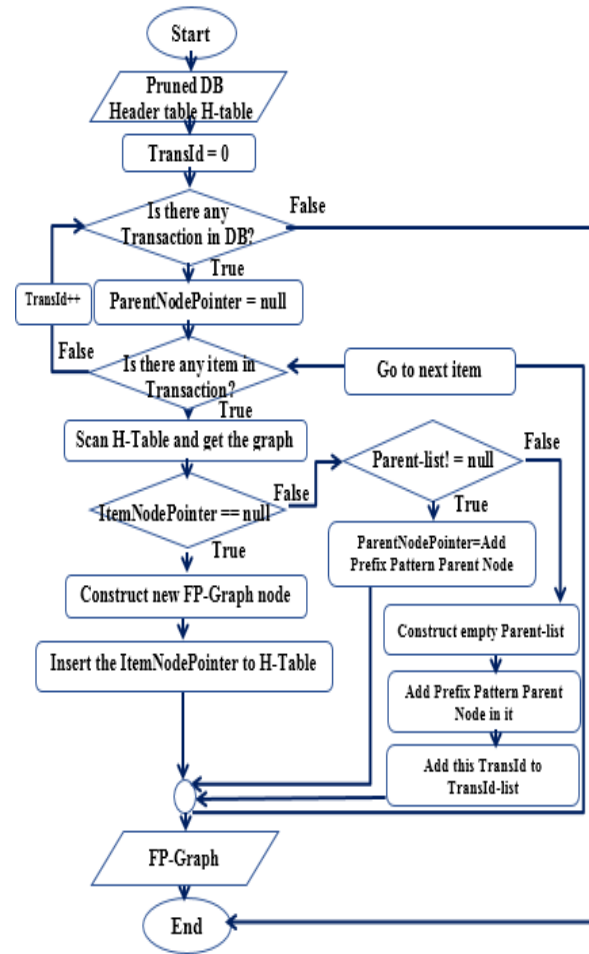 Start
Pruned DB
Header table H-table
TransId = 0
Is there any
Transaction in DB?
False
True
TransId++
ParentNodePointer = null
False
Is there any item in
Transaction?
Go to next item
True
Scan H-Table and get the graph
Parent-list! = null
False
ItemNodePointer == null
False
True
True
ParentNodePointer=Add
Prefix Pattern Parent Node
Construct new FP-Graph node
Construct empty Parent-list
Insert the ItemNodePointer to H-Table
Add Prefix Pattern Parent
Node in it
Add this TransId to
TransId-list
FP-Graph
End